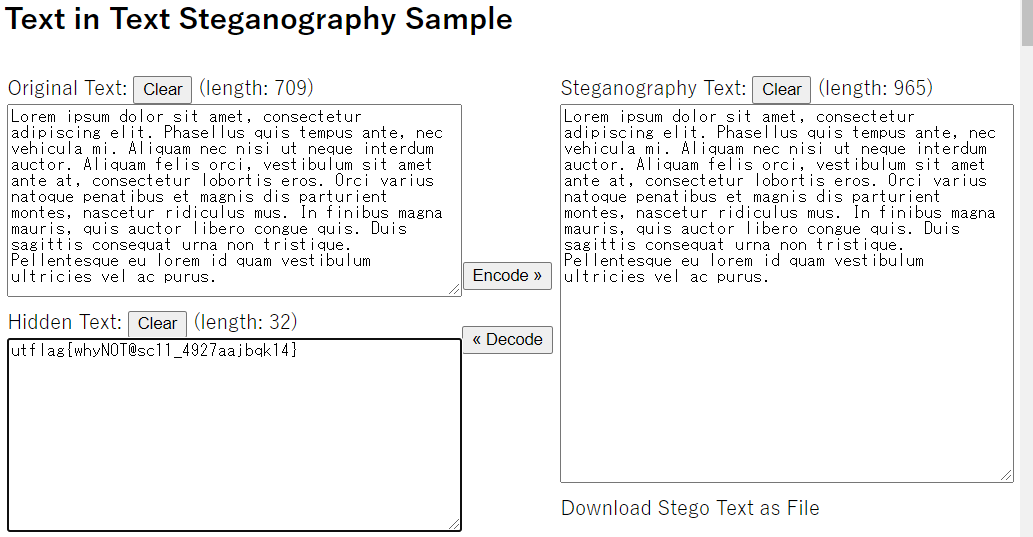 Text in Text Steganography Sample
Original Text: Clear (length: 709)
Lorem ipsum dolor sit amet, consectetur
adipiscing elit. Phasellus quis tempus ante, nec
vehicula mi. Aliquam nec nisi ut neque interdum
auctor. Aliquam felis orci, vestibulum sit amet
ante at, consectetur lobortis eros. Orci varius
natoque penatibus et magnis dis parturient
montes, nascetur ridiculus mus. In finibus magna
mauris, quis auctor libero congue quis. Duis
sagittis consequat urna non tristique.
Pellentesque eu lorem id quam vestibulum
ultricies vel ac purus.
Encode »
Hidden Text: Clear (length: 32)
utflag{whyNOT@sc11_4927aajbqk14}
« Decode
Steganography Text: Clear (length: 965)
Lorem ipsum dolor sit amet, consectetur
adipiscing elit. Phasellus quis tempus ante, nec
vehicula mi. Aliquam nec nisi ut neque interdum
auctor. Aliquam felis orci, vestibulum sit amet
ante at, consectetur lobortis eros. Orci varius
natoque penatibus et magnis dis parturient
montes, nascetur ridiculus mus. In finibus magna
mauris, quis auctor libero congue quis. Duis
sagittis consequat urna non tristique.
Pellentesque eu lorem id quam vestibulum
ultricies vel ac purus.
Download Stego Text as File